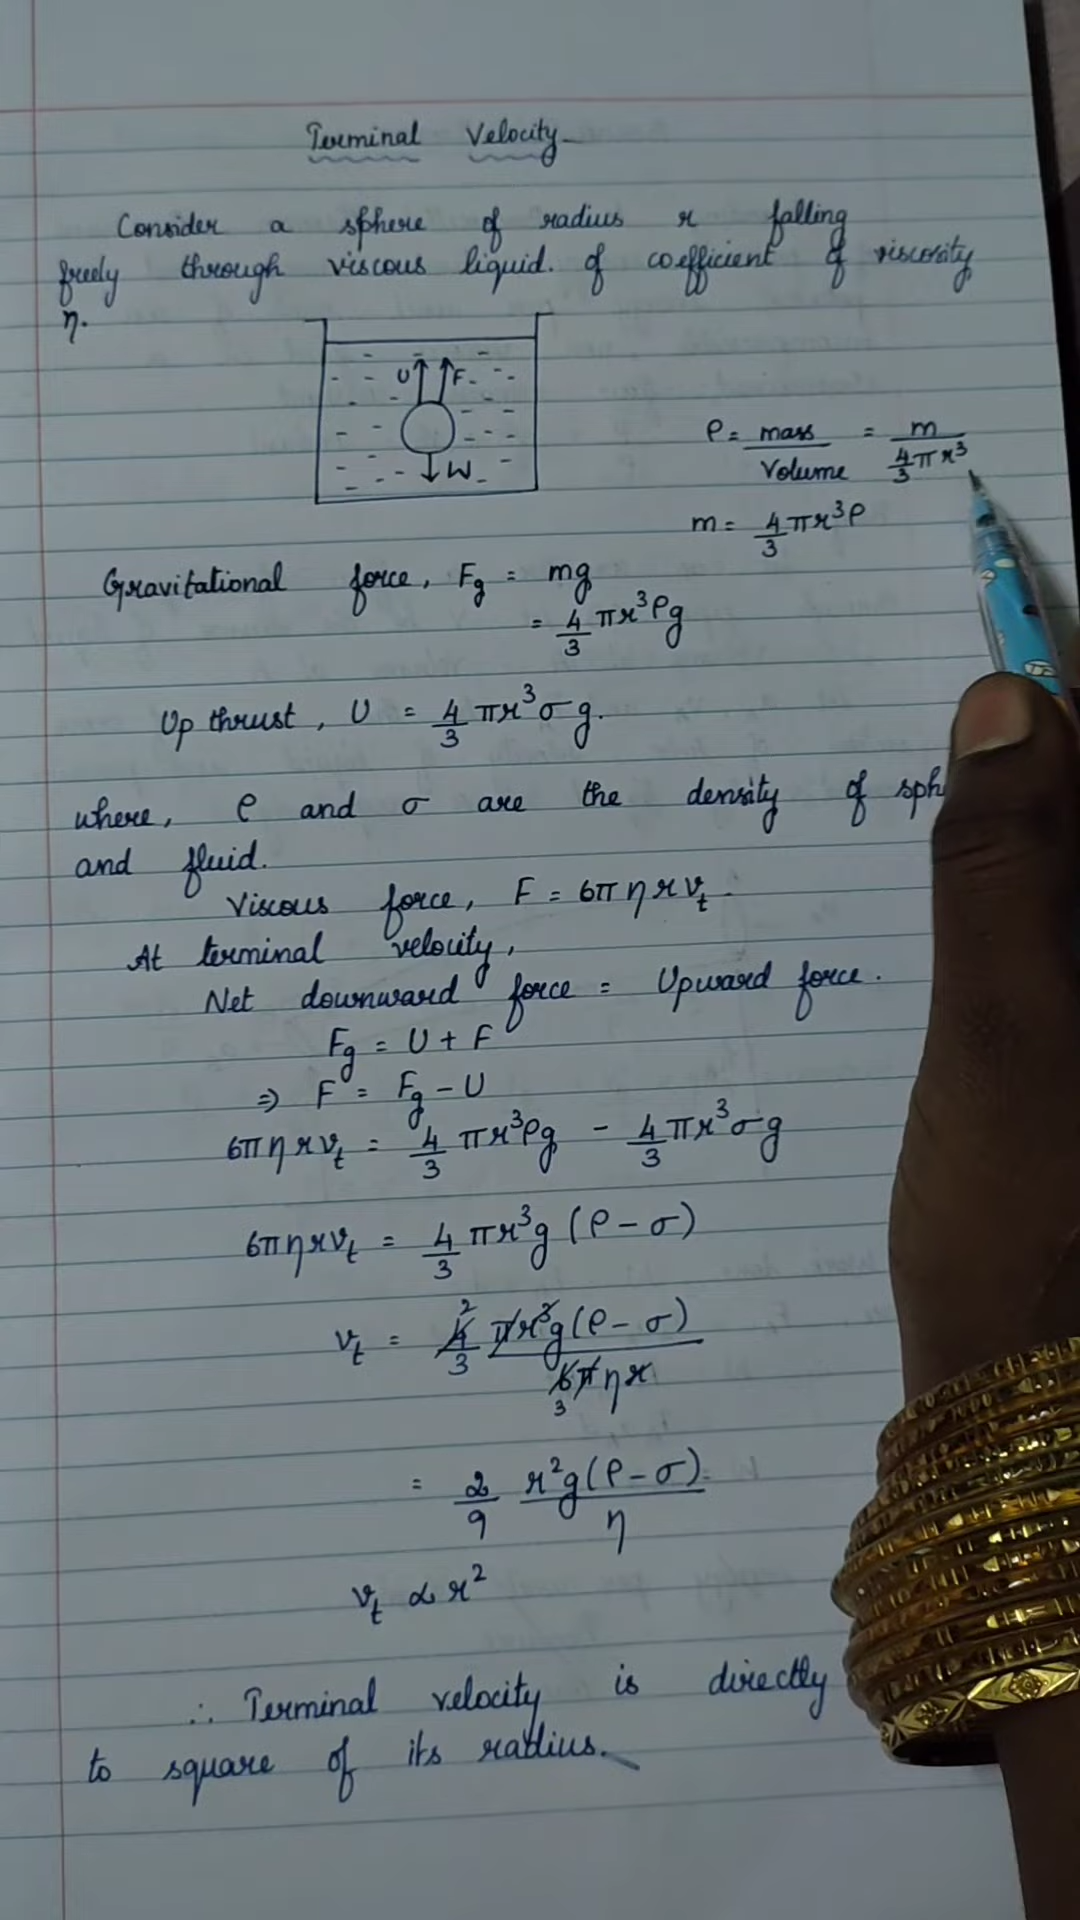 Terminal Velocity
Consider a sphere of radius r falling
freely through viscous liquid. of coefficient of viscosity
η.
U F
W
ρ = mass / Volume = m / 4/3 πr³
m = 4/3 πr³ρ
Gravitational force, Fg = mg
= 4/3 πr³ρg
Up thrust, U = 4/3 πr³σg.
where, ρ and σ are the density of sph
and fluid.
Viscous force, F = 6πηrvt.
At terminal velocity,
Net downward force = Upward force.
Fg = U + F
⇒ F = Fg - U
6πηrvt = 4/3 πr³ρg - 4/3 πr³σg
6πηrvt = 4/3 πr³g (ρ - σ)
vt = 4/3 πr³g(ρ - σ) / 6πηr
2
3
= 2/9 r²g(ρ - σ) / η
vt ∝ r²
∴ Terminal velocity is directly
to square of its radius.